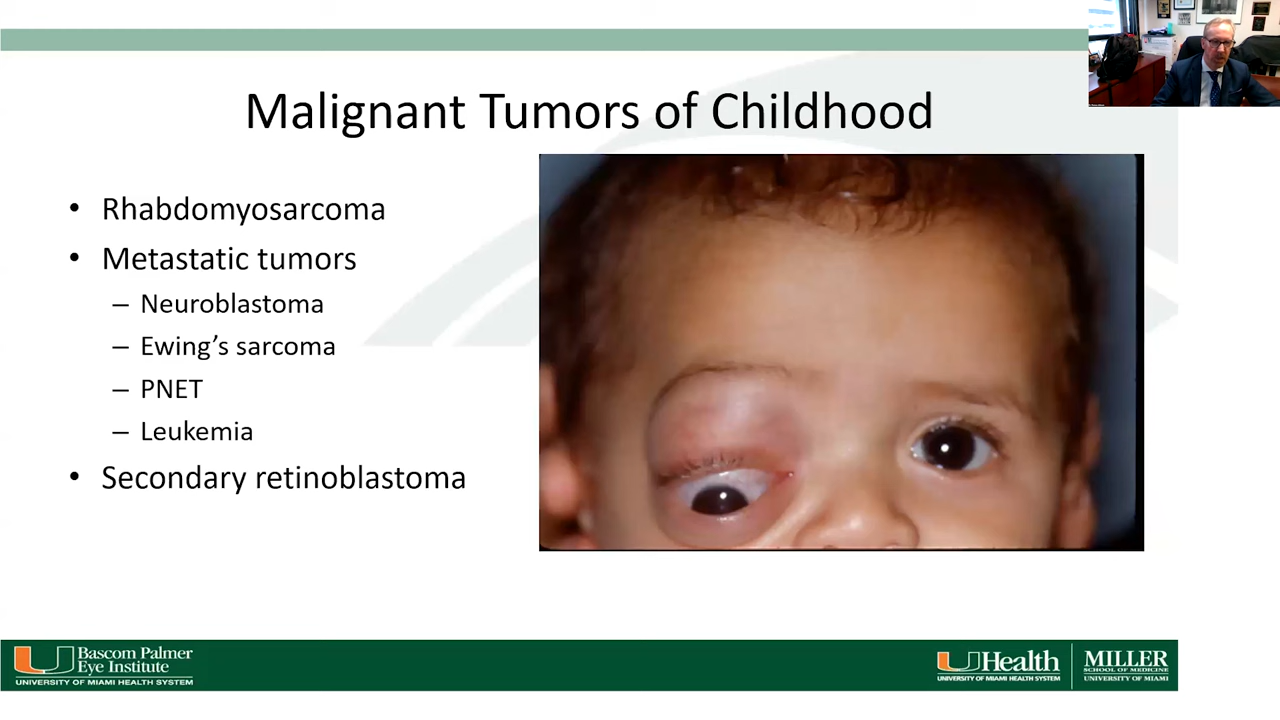 Malignant Tumors of Childhood
• Rhabdomyosarcoma
• Metastatic tumors
– Neuroblastoma
– Ewing’s sarcoma
– PNET
– Leukemia
• Secondary retinoblastoma
Bascom Palmer
Eye Institute
UNIVERSITY OF MIAMI HEALTH SYSTEM
UHealth
UNIVERSITY OF MIAMI HEALTH SYSTEM
MILLER
SCHOOL OF MEDICINE
UNIVERSITY OF MIAMI